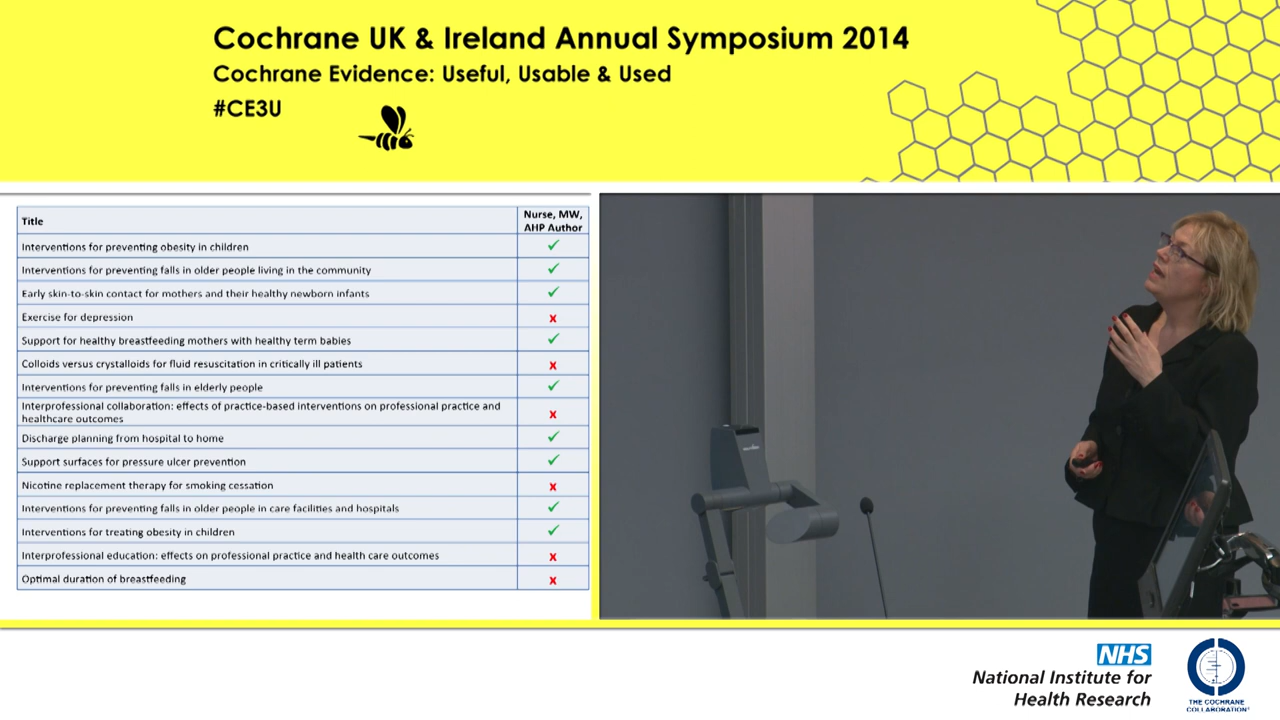 Cochrane UK & Ireland Annual Symposium 2014
Cochrane Evidence: Useful, Usable & Used
#CE3U
Title
Nurse, MW,
AHP Author
Interventions for preventing obesity in children ✓
Interventions for preventing falls in older people living in the community ✓
Early skin-to-skin contact for mothers and their healthy newborn infants ✓
Exercise for depression x
Support for healthy breastfeeding mothers with healthy term babies ✓
Colloids versus crystalloids for fluid resuscitation in critically ill patients x
Interventions for preventing falls in elderly people ✓
Interprofessional collaboration: effects of practice-based interventions on professional practice and
healthcare outcomes x
Discharge planning from hospital to home ✓
Support surfaces for pressure ulcer prevention ✓
Nicotine replacement therapy for smoking cessation x
Interventions for preventing falls in older people in care facilities and hospitals ✓
Interventions for treating obesity in children ✓
Interprofessional education: effects on professional practice and health care outcomes x
Optimal duration of breastfeeding x
NHS
National Institute for
Health Research
THE COCHRANE
COLLABORATION®